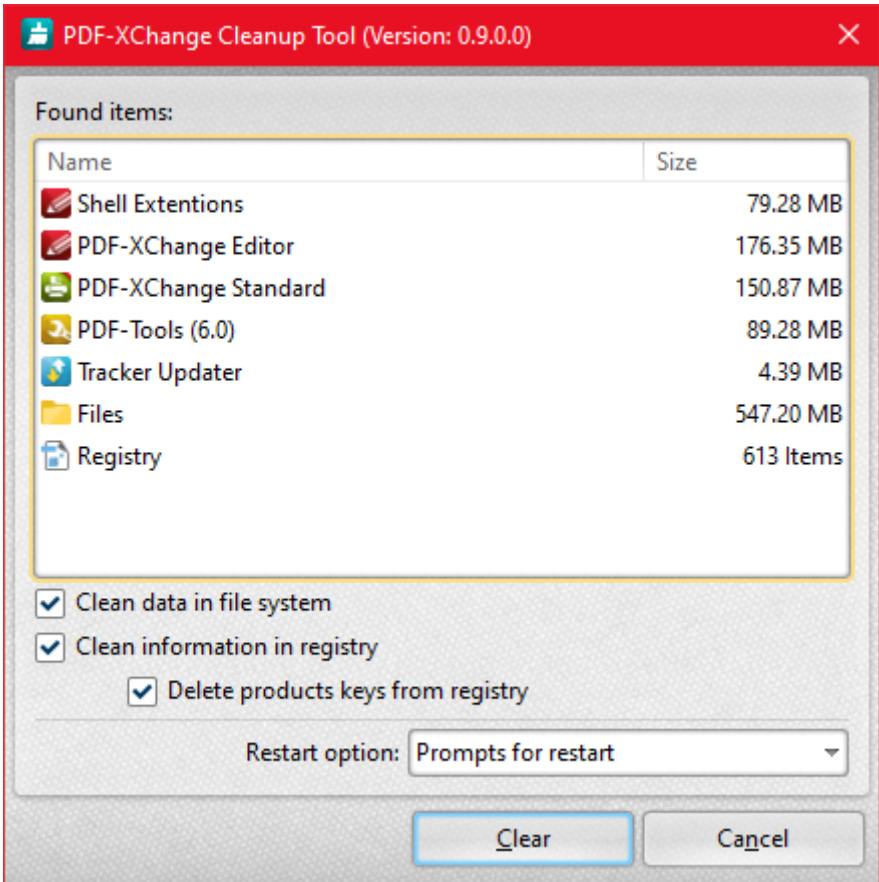 PDF-XChange Cleanup Tool (Version: 0.9.0.0)
Found items:
Name Size
Shell Extentions 79.28 MB
PDF-XChange Editor 176.35 MB
PDF-XChange Standard 150.87 MB
PDF-Tools (6.0) 89.28 MB
Tracker Updater 4.39 MB
Files 547.20 MB
Registry 613 Items
Clean data in file system
Clean information in registry
Delete products keys from registry
Restart option: Prompts for restart
Clear Cancel